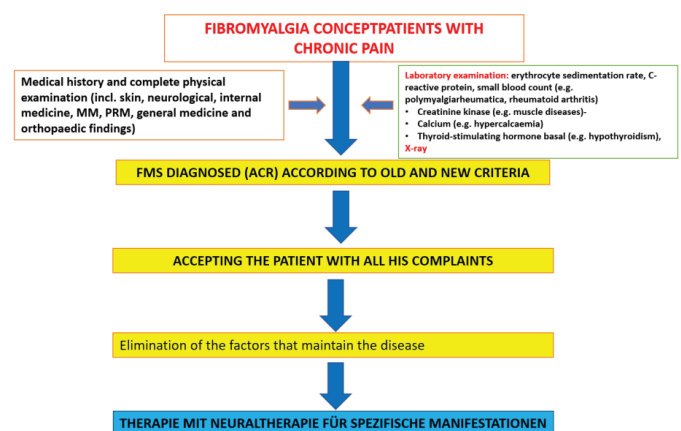 FIBROMYALGIA CONCEPTPATIENTS WITH
CHRONIC PAIN
Medical history and complete physical
examination (incl. skin, neurological, internal
medicine, MM, PRM, general medicine and
orthopaedic findings)
Laboratory examination: erythrocyte sedimentation rate, C-
reactive protein, small blood count (e.g.
polymyalgiarheumatica, rheumatoid arthritis)
• Creatinine kinase (e.g. muscle diseases)-
• Calcium (e.g. hypercalcaemia)
• Thyroid-stimulating hormone basal (e.g. hypothyroidism),
X-ray
FMS DIAGNOSED (ACR) ACCORDING TO OLD AND NEW CRITERIA
ACCEPTING THE PATIENT WITH ALL HIS COMPLAINTS
Elimination of the factors that maintain the disease
THERAPIE MIT NEURALTHERAPIE FÜR SPEZIFISCHE MANIFESTATIONEN